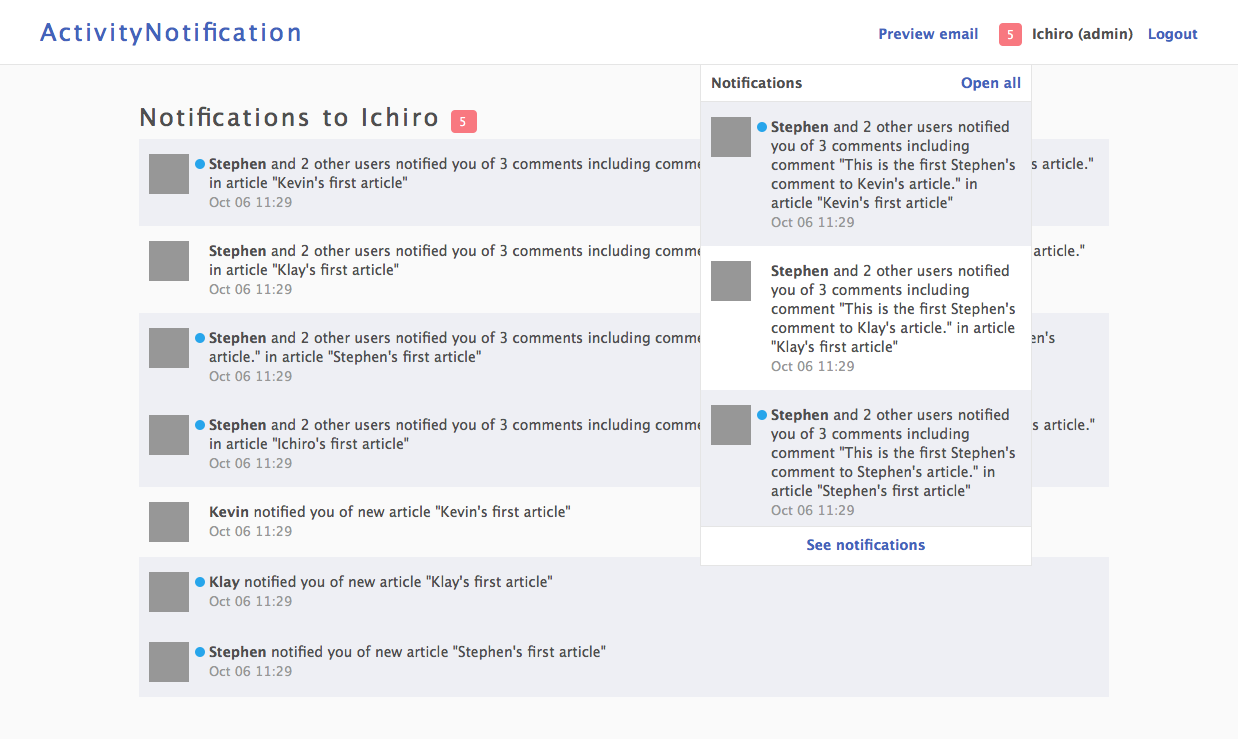 ActivityNotification
Preview email 5 Ichiro (admin) Logout
Notifications to Ichiro 5
Stephen and 2 other users notified you of 3 comments including s article."
in article "Kevin's first article"
Oct 06 11:29
Stephen and 2 other users notified you of 3 comments including article."
in article "Klay's first article"
Oct 06 11:29
Stephen and 2 other users notified you of 3 comments including
article." in article "Stephen's first article"
Oct 06 11:29
Stephen and 2 other users notified you of 3 comments including s article."
in article "Ichiro's first article"
Oct 06 11:29
Kevin notified you of new article "Kevin's first article"
Oct 06 11:29
Klay notified you of new article "Klay's first article"
Oct 06 11:29
Stephen notified you of new article "Stephen's first article"
Oct 06 11:29
Notifications Open all
Stephen and 2 other users notified
you of 3 comments including
comment "This is the first Stephen's
comment to Kevin's article." in
article "Kevin's first article"
Oct 06 11:29
Stephen and 2 other users notified
you of 3 comments including
comment "This is the first Stephen's
comment to Klay's article." in article
"Klay's first article"
Oct 06 11:29
Stephen and 2 other users notified
you of 3 comments including
comment "This is the first Stephen's
comment to Stephen's article." in
article "Stephen's first article"
Oct 06 11:29
See notifications